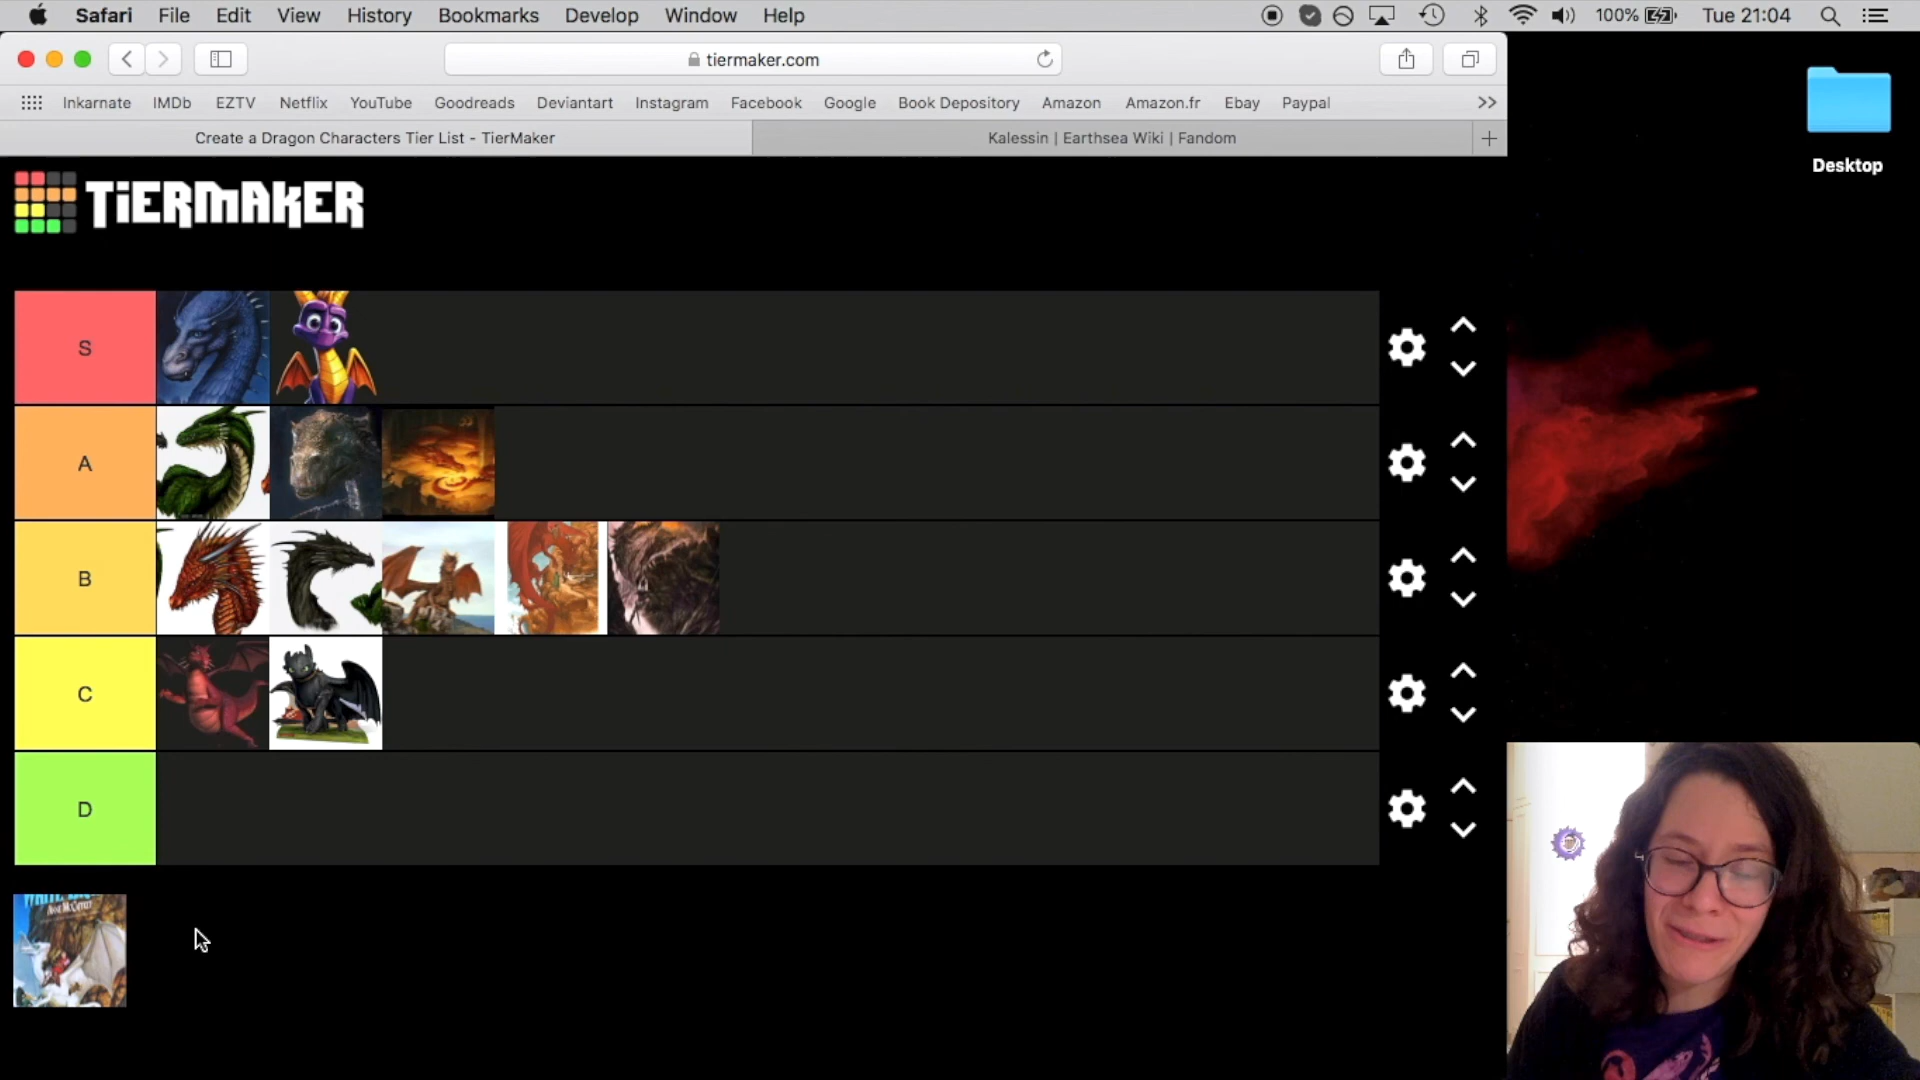 Safari File Edit View History Bookmarks Develop Window Help 100% Tue 21:04
tiermaker.com
Inkarnate IMDb EZTV Netflix YouTube Goodreads Deviantart Instagram Facebook Google Book Depository Amazon Amazon.fr Ebay Paypal >>
Create a Dragon Characters Tier List - TierMaker Kalessin | Earthsea Wiki | Fandom +
Desktop
TiERMAKER
S
A
B
C
D